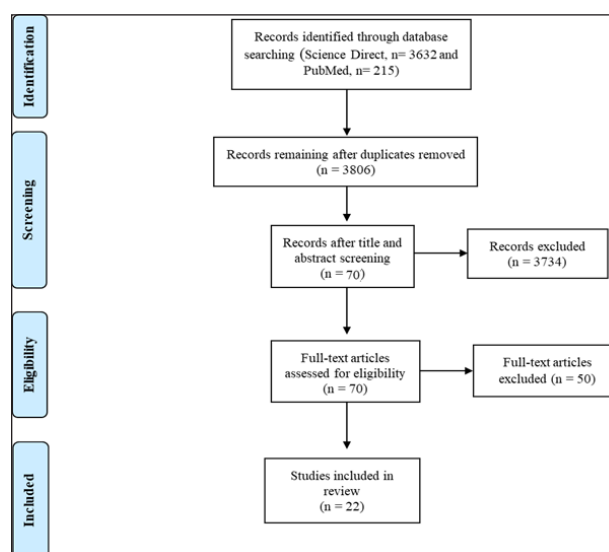 Identification
Records identified through database
searching (Science Direct, n= 3632 and
PubMed, n= 215)
Screening
Records remaining after duplicates removed
(n = 3806)
Records after title and
abstract screening
(n = 70)
Records excluded
(n = 3734)
Eligibility
Full-text articles
assessed for eligibility
(n = 70)
Full-text articles
excluded (n = 50)
Included
Studies included in
review
(n = 22)